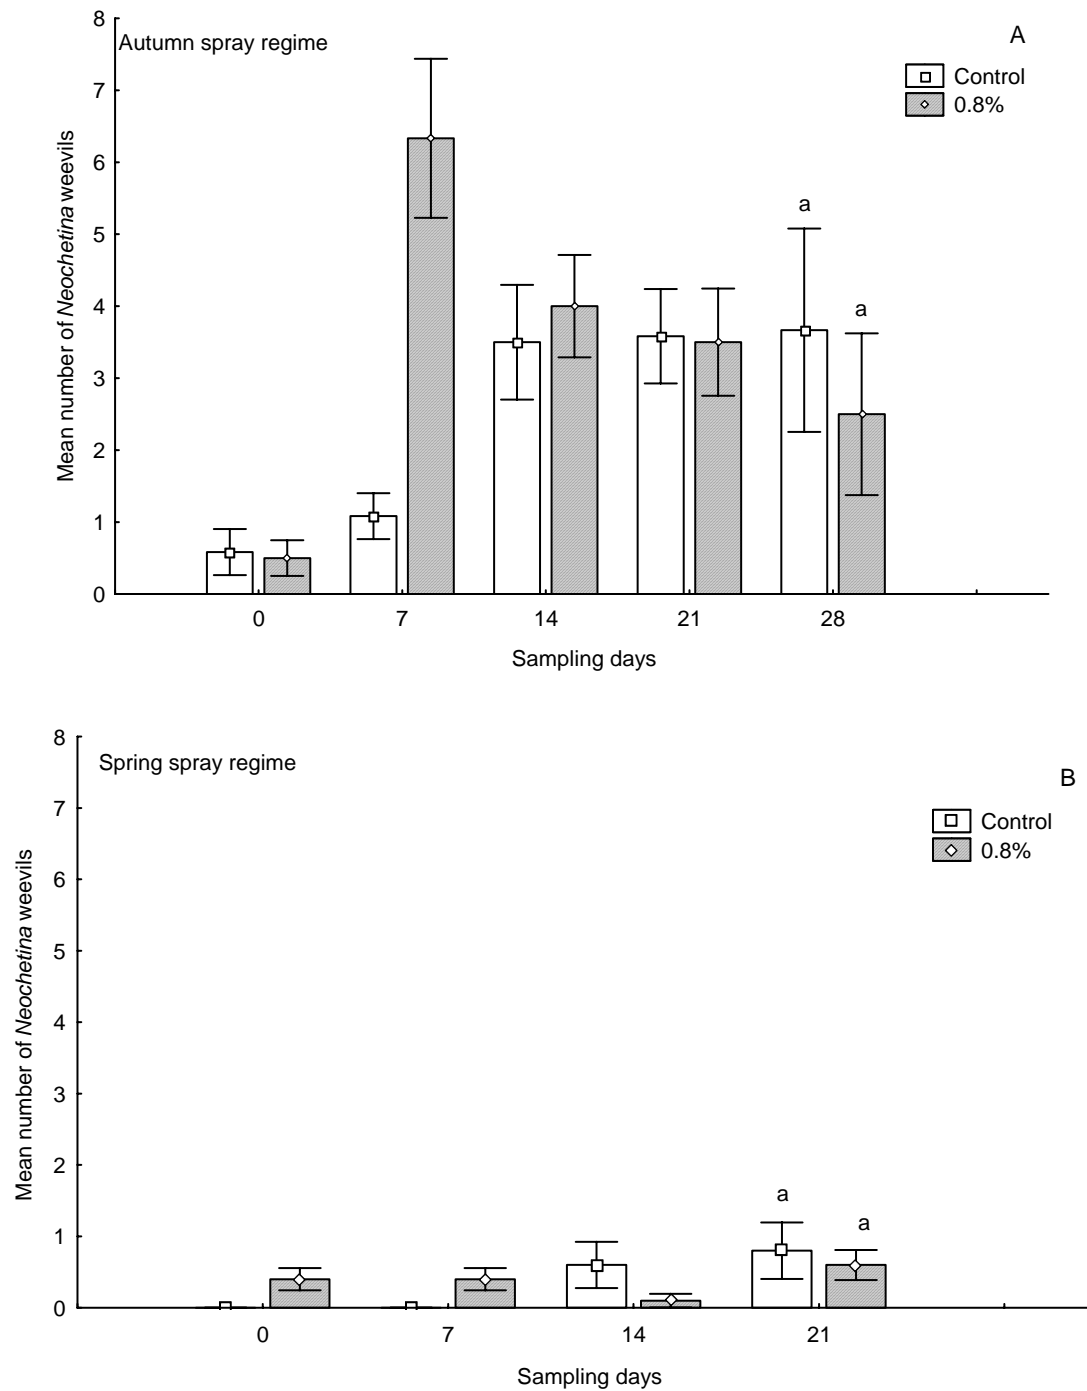 8
Autumn spray regime
A
Control
0.8%
7
6
5
4
3
2
1
0
Mean number of Neochetina weevils
a
a
0 7 14 21 28
Sampling days
8
Spring spray regime
B
Control
0.8%
7
6
5
4
3
2
1
0
Mean number of Neochetina weevils
a
a
0 7 14 21
Sampling days